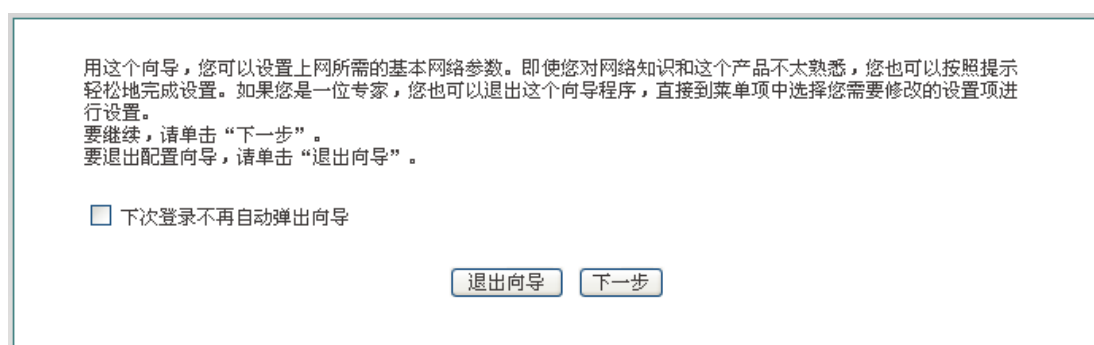 用这个向导，您可以设置上网所需的基本网络参数。即使您对网络知识和这个产品不太熟悉，您也可以按照提示
轻松地完成设置。如果您是一位专家，您也可以退出这个向导程序，直接到菜单项中选择您需要修改的设置项进
行设置。
要继续，请单击“下一步”。
要退出配置向导，请单击“退出向导”。
下次登录不再自动弹出向导
退出向导 下一步